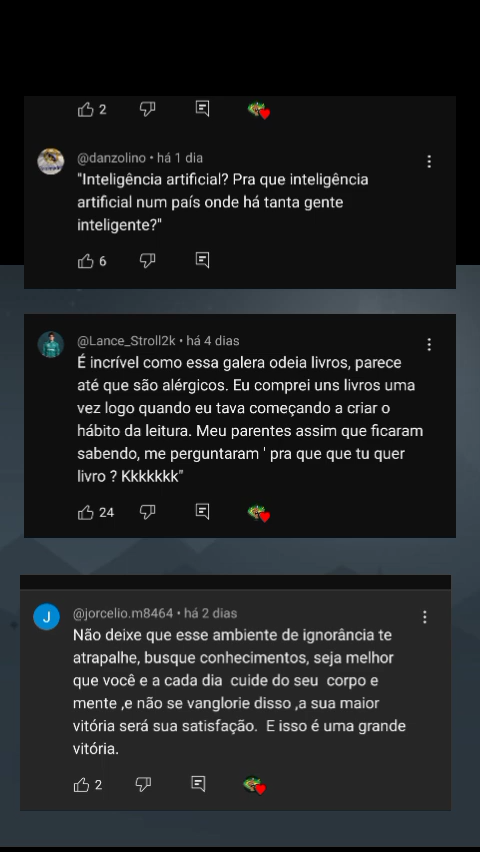 2
@danzolino • há 1 dia
"Inteligência artificial? Pra que inteligência
artificial num país onde há tanta gente
inteligente?"
6
@Lance_Stroll2k • há 4 dias
É incrível como essa galera odeia livros, parece
até que são alérgicos. Eu comprei uns livros uma
vez logo quando eu tava começando a criar o
hábito da leitura. Meu parentes assim que ficaram
sabendo, me perguntaram ' pra que que tu quer
livro ? Kkkkkkk"
24
J
@jorcelio.m8464 • há 2 dias
Não deixe que esse ambiente de ignorância te
atrapalhe, busque conhecimentos, seja melhor
que você e a cada dia  cuide do seu  corpo e
mente ,e não se vanglorie disso ,a sua maior
vitória será sua satisfação.  E isso é uma grande
vitória.
2